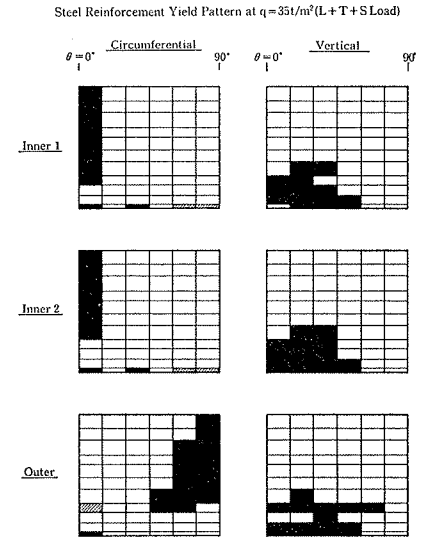 Steel Reinforcement Yield Pattern at q=35t/m²(L+T+S Load)
Circumferential
Vertical
θ=0° 90° θ=0° 90°
Inner 1
Inner 2
Outer